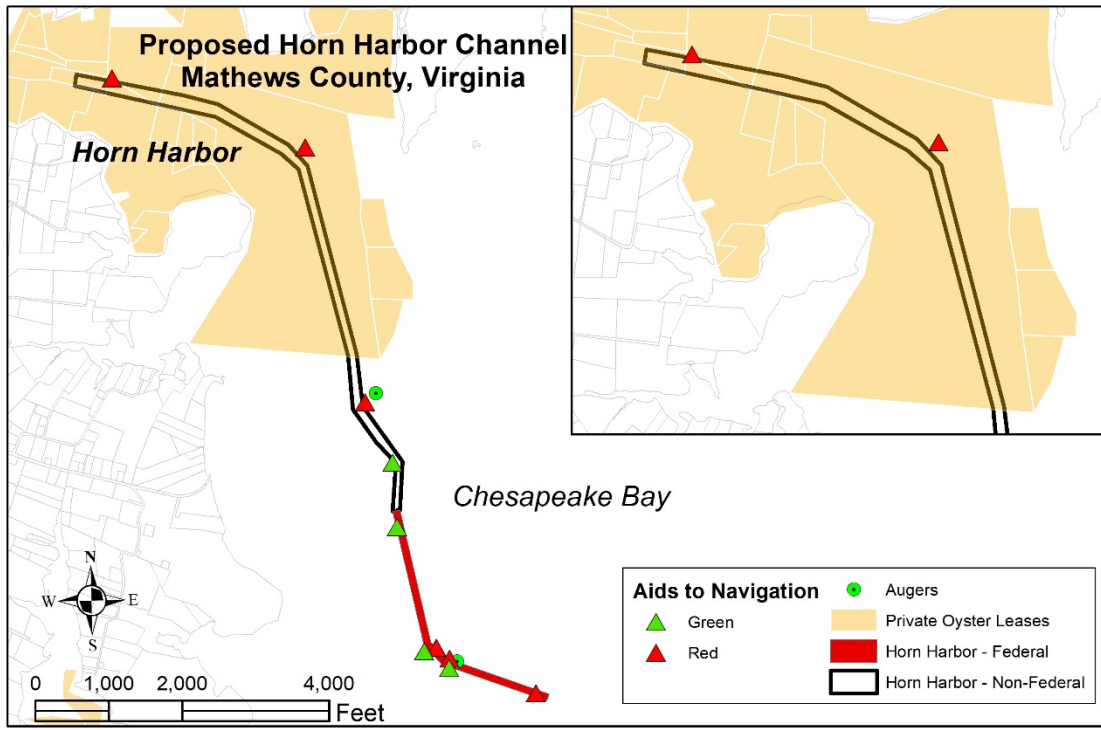 Proposed Horn Harbor Channel
Mathews County, Virginia
Horn Harbor
Chesapeake Bay
N
W
E
S
0 1,000 2,000 4,000
Feet
Aids to Navigation
Green
Red
Augers
Private Oyster Leases
Horn Harbor - Federal
Horn Harbor - Non-Federal